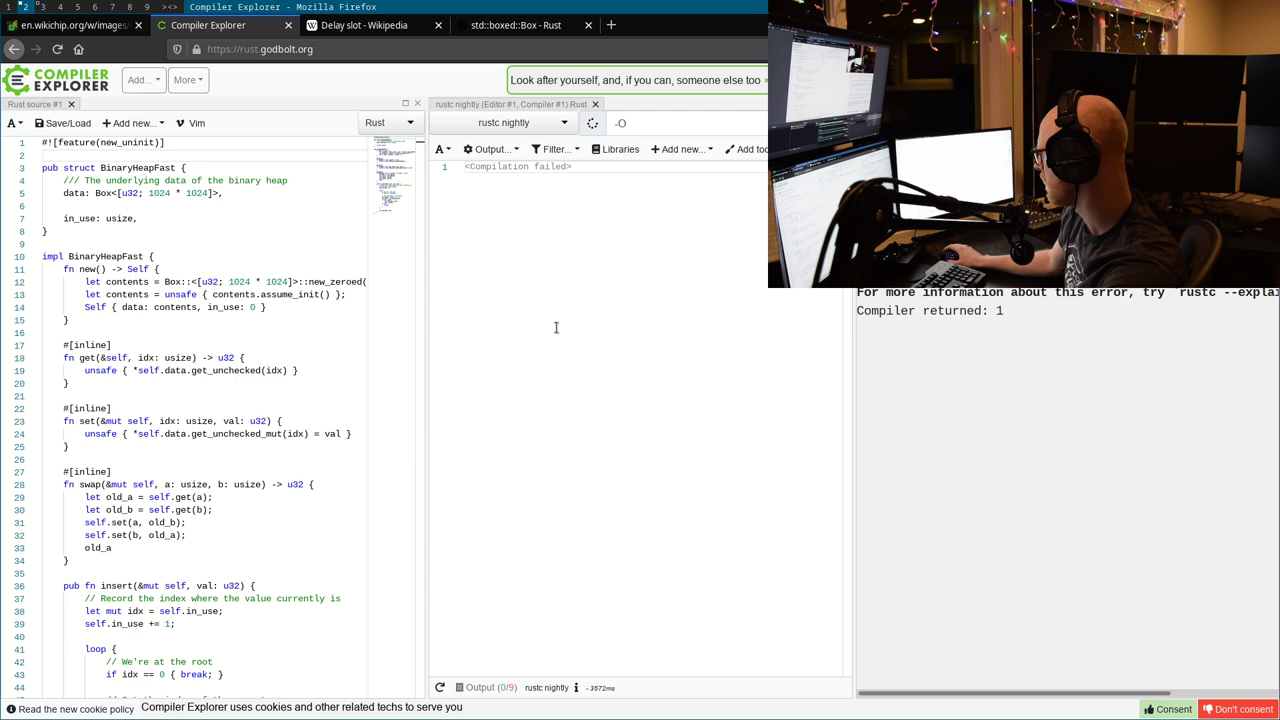 1 2 3 4 5 6 7 8 9 ><> Compiler Explorer - Mozilla Firefox
en.wikichip.org/w/images/ Compiler Explorer Delay slot - Wikipedia std::boxed::Box - Rust
https://rust.godbolt.org
COMPILER
EXPLORER
Add... More
Look after yourself, and, if you can, someone else too
Rust source #1
rustc nightly (Editor #1, Compiler #1) Rust
A Save/Load + Add new... Vim Rust
rustc nightly -O
A Output... Filter... Libraries + Add new... Add too
1 <Compilation failed>
1 #![feature(new_uninit)]
2
3 pub struct BinaryHeapFast {
4 /// The underlying data of the binary heap
5 data: Box<[u32; 1024 * 1024]>,
6
7 in_use: usize,
8 }
9
10 impl BinaryHeapFast {
11 fn new() -> Self {
12 let contents = Box::<[u32; 1024 * 1024]>::new_zeroed(
13 let contents = unsafe { contents.assume_init() };
14 Self { data: contents, in_use: 0 }
15 }
16
17 #[inline]
18 fn get(&self, idx: usize) -> u32 {
19 unsafe { *self.data.get_unchecked(idx) }
20 }
21
22 #[inline]
23 fn set(&mut self, idx: usize, val: u32) {
24 unsafe { *self.data.get_unchecked_mut(idx) = val }
25 }
26
27 #[inline]
28 fn swap(&mut self, a: usize, b: usize) -> u32 {
29 let old_a = self.get(a);
30 let old_b = self.get(b);
31 self.set(a, old_b);
32 self.set(b, old_a);
33 old_a
34 }
35
36 pub fn insert(&mut self, val: u32) {
37 // Record the index where the value currently is
38 let mut idx = self.in_use;
39 self.in_use += 1;
40
41 loop {
42 // We're at the root
43 if idx == 0 { break; }
44
For more information about this error, try `rustc --explai
Compiler returned: 1
Output (0/9) rustc nightly i - 3572ms
Read the new cookie policy Compiler Explorer uses cookies and other related techs to serve you
Consent Don't consent